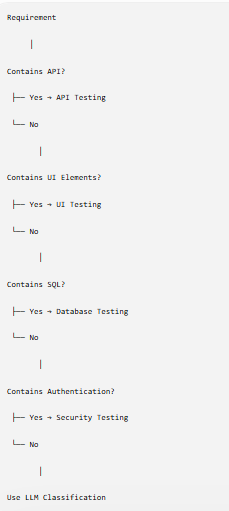 Requirement
│
Contains API?
├── Yes → API Testing
└── No
│
Contains UI Elements?
├── Yes → UI Testing
└── No
│
Contains SQL?
├── Yes → Database Testing
└── No
│
Contains Authentication?
├── Yes → Security Testing
└── No
│
Use LLM Classification